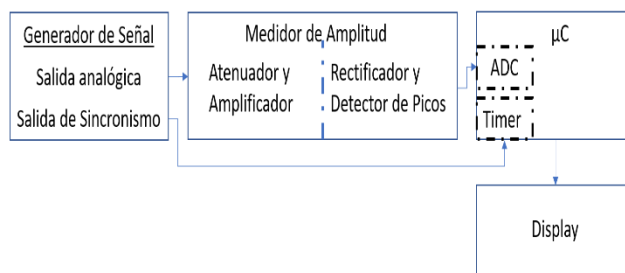 Generador de Señal
Salida analógica
Salida de Sincronismo
Medidor de Amplitud
Atenuador y
Amplificador
Rectificador y
Detector de Picos
µC
ADC
Timer
Display